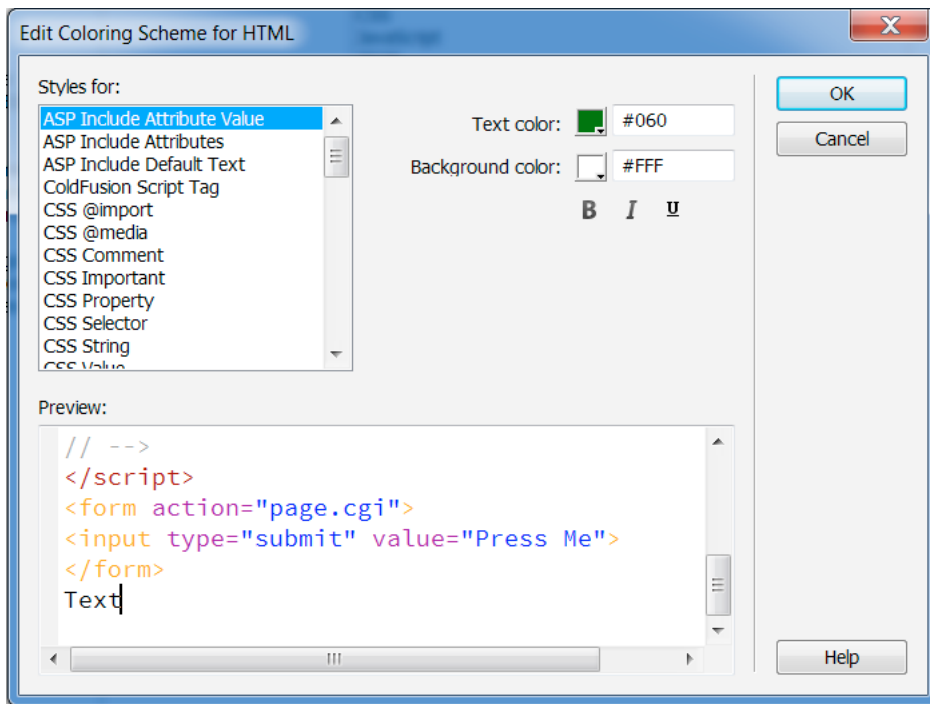 Edit Coloring Scheme for HTML
Styles for:
ASP Include Attribute Value
ASP Include Attributes
ASP Include Default Text
ColdFusion Script Tag
CSS @import
CSS @media
CSS Comment
CSS Important
CSS Property
CSS Selector
CSS String
CSS Value
Text color: #060
Background color: #FFF
B I U
OK
Cancel
Preview:
// -->
</script>
<form action="page.cgi">
<input type="submit" value="Press Me">
</form>
Text
Help